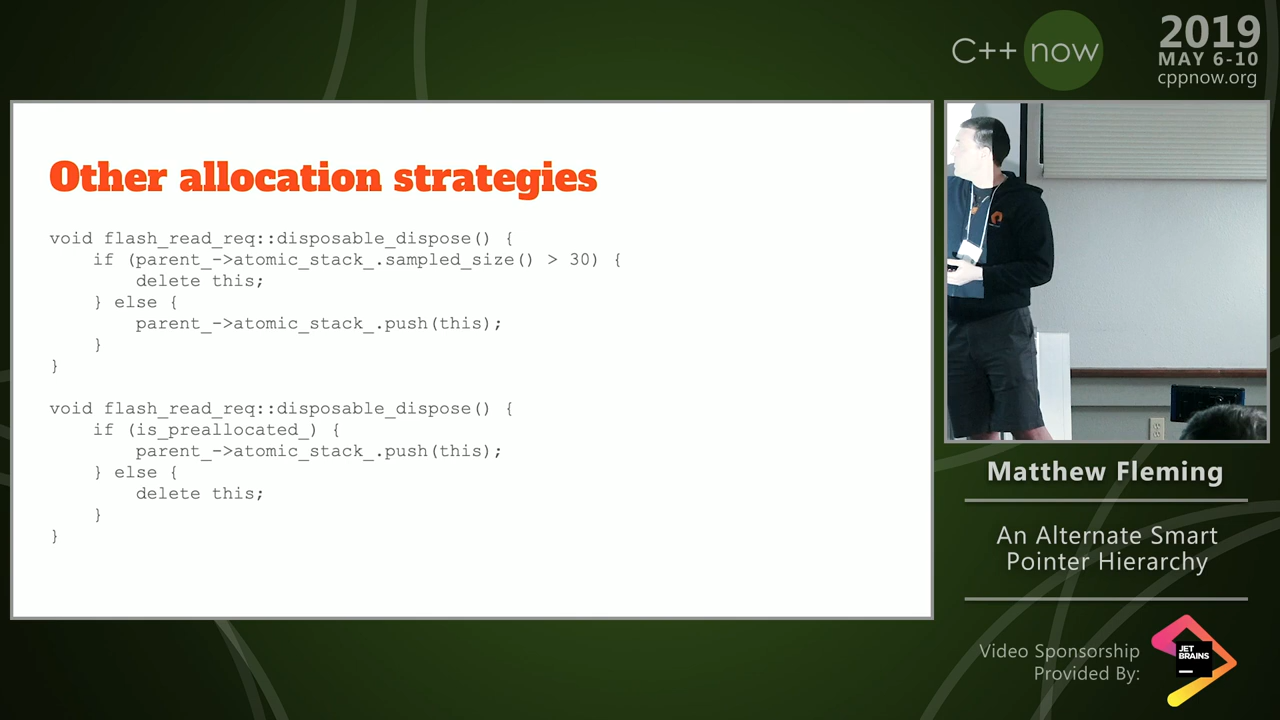 C++ now
2019
MAY 6-10
cppnow.org
Other allocation strategies
void flash_read_req::disposable_dispose() {
    if (parent_->atomic_stack_.sampled_size() > 30) {
        delete this;
    } else {
        parent_->atomic_stack_.push(this);
    }
}
void flash_read_req::disposable_dispose() {
    if (is_preallocated_) {
        parent_->atomic_stack_.push(this);
    } else {
        delete this;
    }
}
Matthew Fleming
An Alternate Smart
Pointer Hierarchy
Video Sponsorship
Provided By:
JET
BRAINS